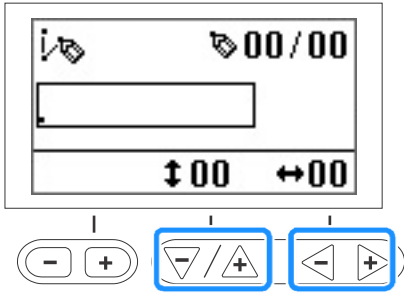 00/00
00 00
- + - / + - +